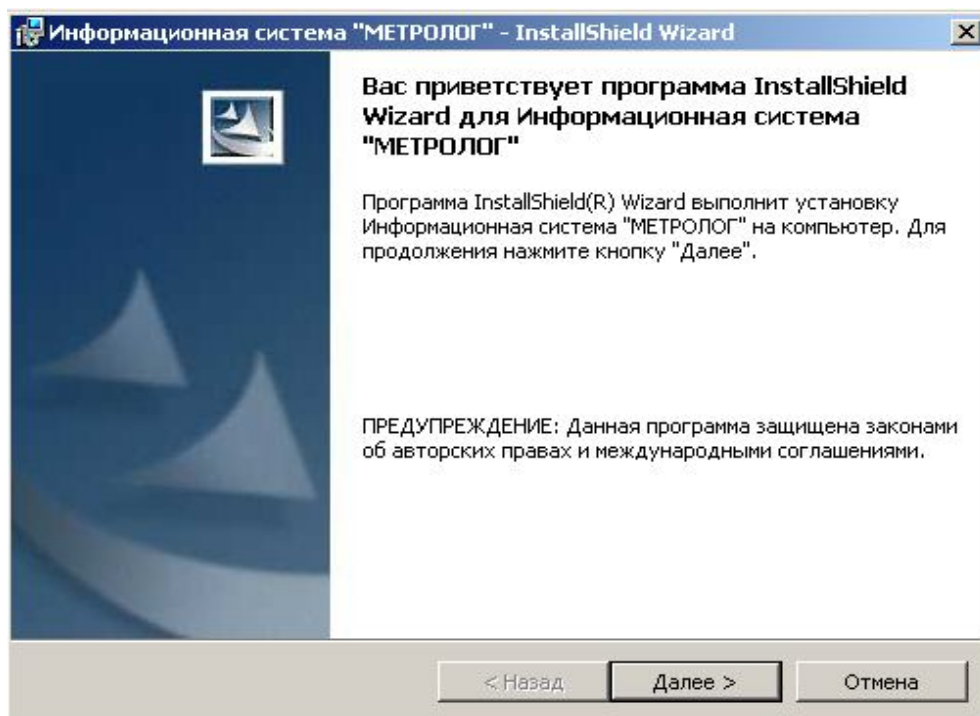 Информационная система "МЕТРОЛОГ" - InstallShield Wizard
Вас приветствует программа InstallShield
Wizard для Информационная система
"МЕТРОЛОГ"
Программа InstallShield(R) Wizard выполнит установку
Информационная система "МЕТРОЛОГ" на компьютер. Для
продолжения нажмите кнопку "Далее".
ПРЕДУПРЕЖДЕНИЕ: Данная программа защищена законами
об авторских правах и международными соглашениями.
< Назад
Далее >
Отмена